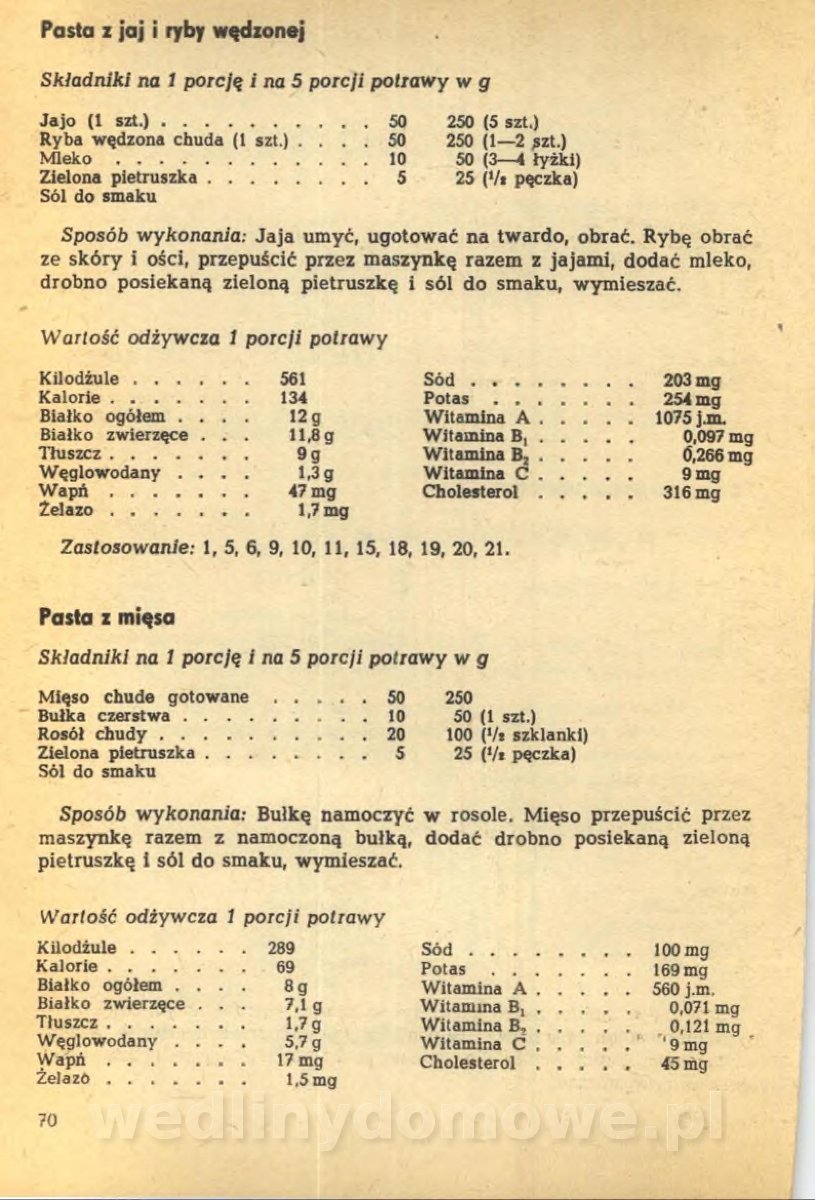 Pasta z jaj i ryby wędzonej
Składniki na 1 porcję i na 5 porcji potrawy w g
Jajo (1 szt.) . . . . . . . . . . 50 250 (5 szt.)
Ryba wędzona chuda (1 szt.) . . . . 50 250 (1—2 szt.)
Mleko . . . . . . . . . . . . 10 50 (3—4 łyżki)
Zielona pietruszka . . . . . . . . 5 25 (¹/₂ pęczka)
Sól do smaku
Sposób wykonania: Jaja umyć, ugotować na twardo, obrać. Rybę obrać
ze skóry i ości, przepuścić przez maszynkę razem z jajami, dodać mleko,
drobno posiekaną zieloną pietruszkę i sól do smaku, wymieszać.
Wartość odżywcza 1 porcji potrawy
Kilodżule . . . . . . 561 Sód . . . . . . . . 203 mg
Kalorie . . . . . . . 134 Potas . . . . . . . 254 mg
Białko ogółem . . . . 12 g Witamina A . . . . . 1075 j.m.
Białko zwierzęce . . . 11,8 g Witamina B₁ . . . . . 0,097 mg
Tłuszcz . . . . . . . 9 g Witamina B₂ . . . . . 0,266 mg
Węglowodany . . . . 1,3 g Witamina C . . . . . 9 mg
Wapń . . . . . . . 47 mg Cholesterol . . . . . 316 mg
Żelazo . . . . . . . 1,7 mg
Zastosowanie: 1, 5, 6, 9, 10, 11, 15, 18, 19, 20, 21.
Pasta z mięsa
Składniki na 1 porcję i na 5 porcji potrawy w g
Mięso chude gotowane . . . . . 50 250
Bułka czerstwa . . . . . . . . . 10 50 (1 szt.)
Rosół chudy . . . . . . . . . . 20 100 (¹/₂ szklanki)
Zielona pietruszka . . . . . . . . 5 25 (¹/₂ pęczka)
Sól do smaku
Sposób wykonania: Bułkę namoczyć w rosole. Mięso przepuścić przez
maszynkę razem z namoczoną bułką, dodać drobno posiekaną zieloną
pietruszkę i sól do smaku, wymieszać.
Wartość odżywcza 1 porcji potrawy
Kilodżule . . . . . . 289 Sód . . . . . . . . 100 mg
Kalorie . . . . . . . 69 Potas . . . . . . . 169 mg
Białko ogółem . . . . 8 g Witamina A . . . . . 560 j.m.
Białko zwierzęce . . . 7,1 g Witamina B₁ . . . . . 0,071 mg
Tłuszcz . . . . . . . 1,7 g Witamina B₂ . . . . . 0,121 mg
Węglowodany . . . . 5,7 g Witamina C . . . . . 9 mg
Wapń . . . . . . . 17 mg Cholesterol . . . . . 45 mg
Żelazo . . . . . . . 1,5 mg
70
wedlinydomowe.pl